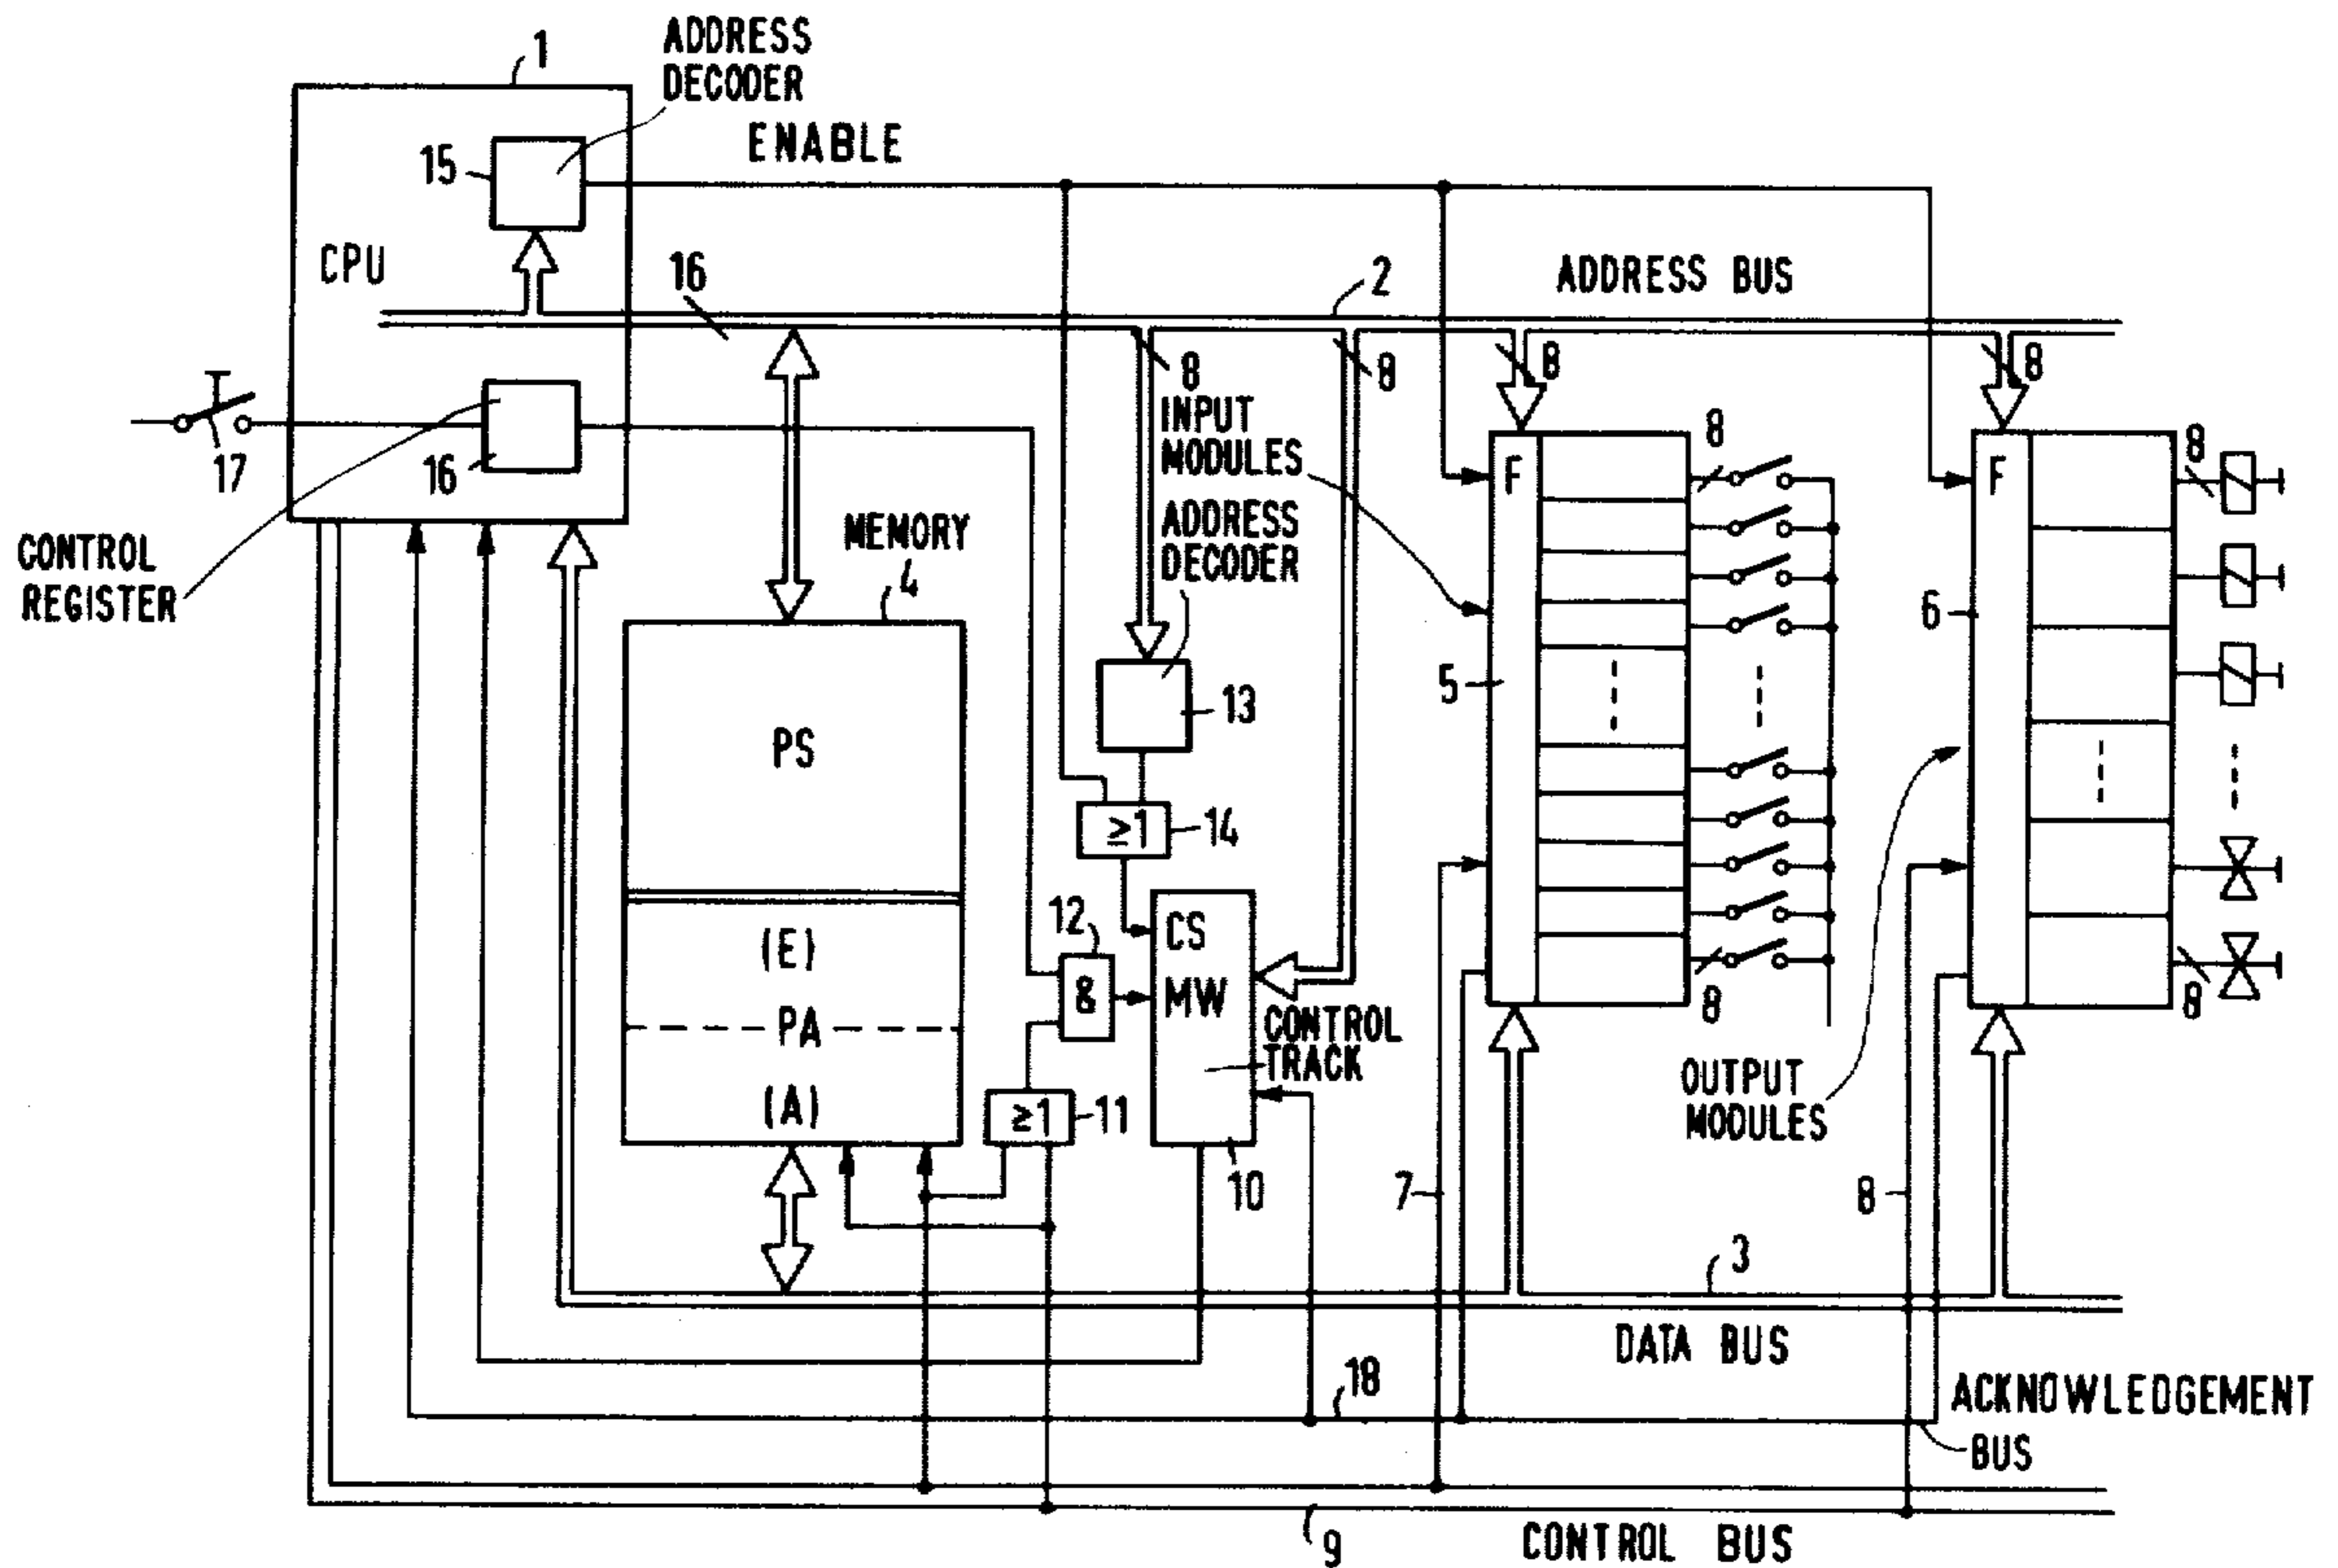 1
ADDRESS
DECODER
ENABLE
15
CPU
16
2
ADDRESS BUS
8
8
8
8
INPUT
MODULES
17
16
CONTROL
REGISTER
MEMORY
4
ADDRESS
DECODER
F
8
F
8
5
6
13
PS
≥1
14
12
CS
(E)
&
MW
PA
CONTROL
TRACK
8
8
(A)
≥1
11
10
OUTPUT
MODULES
7
8
3
DATA BUS
18
ACKNOWLEDGEMENT
BUS
9
CONTROL BUS